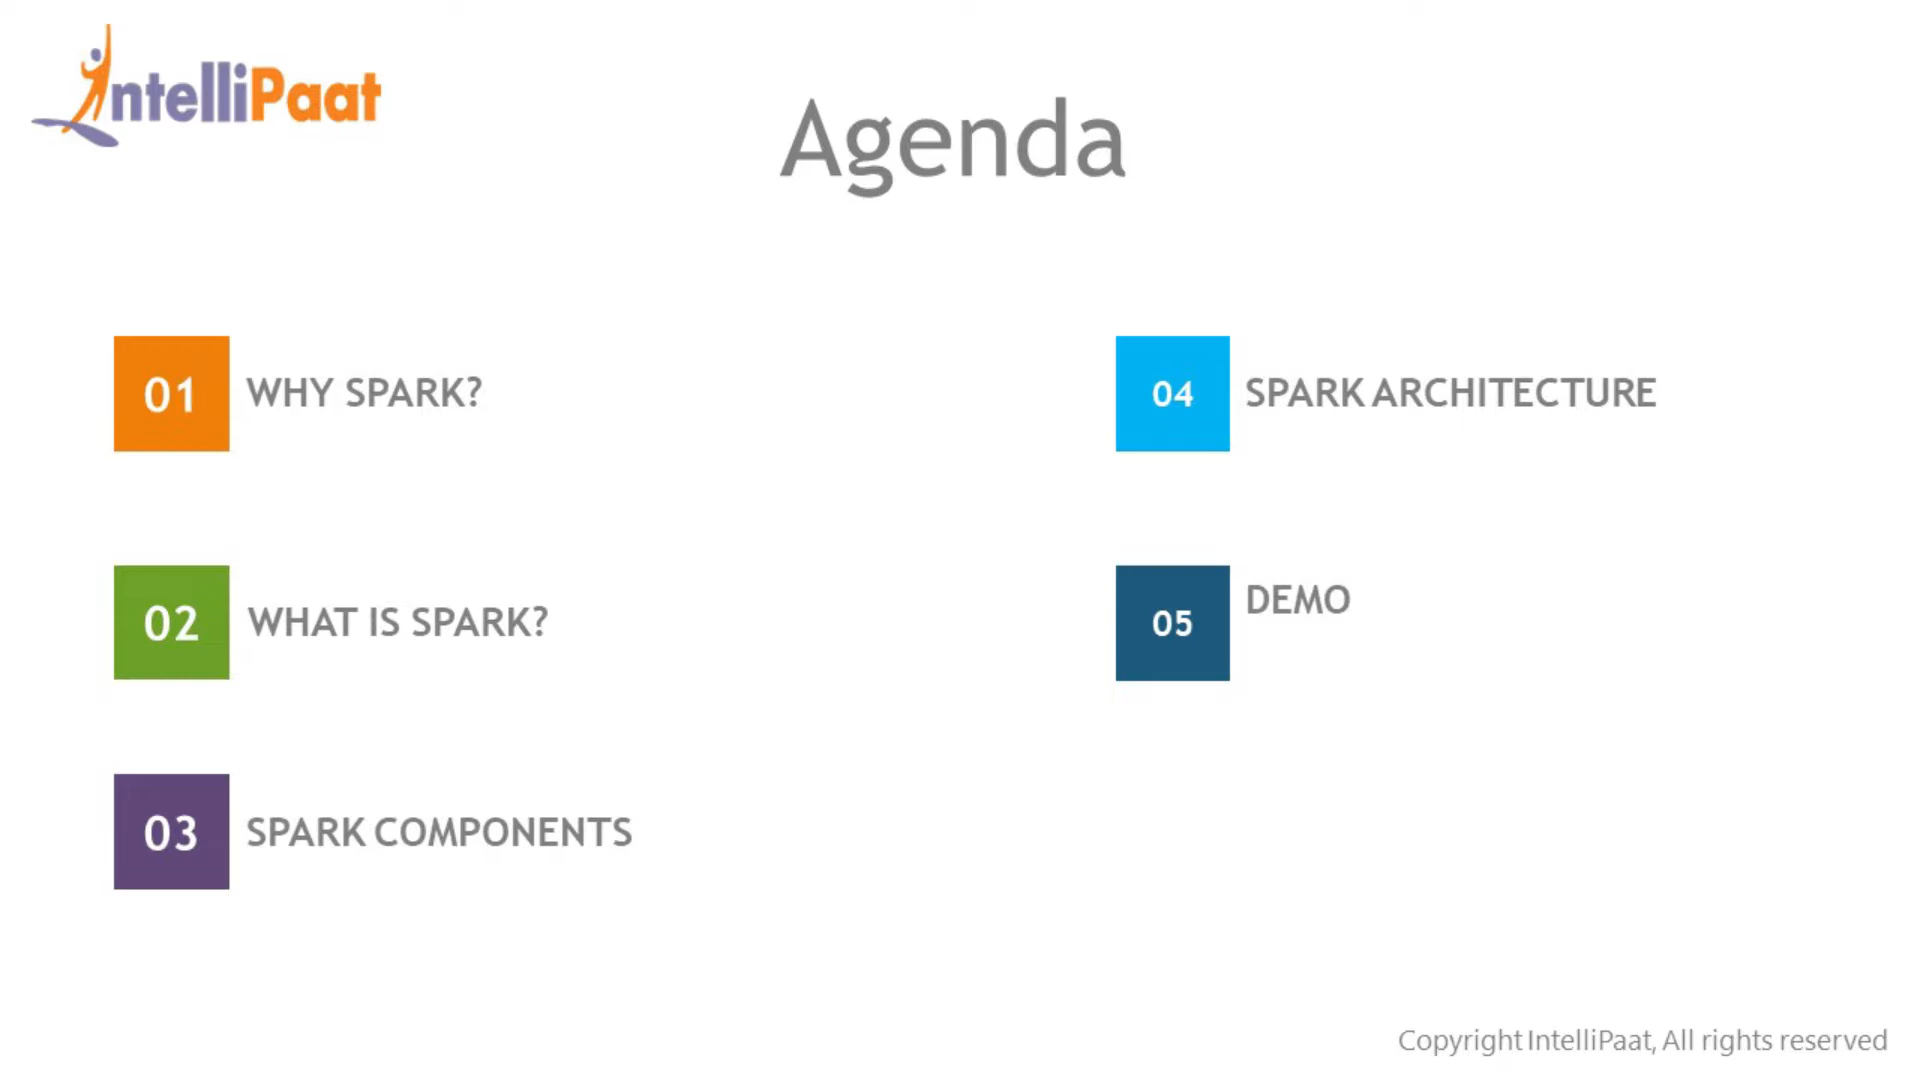 IntelliPaat
Agenda
01 WHY SPARK?
02 WHAT IS SPARK?
03 SPARK COMPONENTS
04 SPARK ARCHITECTURE
05 DEMO
Copyright IntelliPaat, All rights reserved